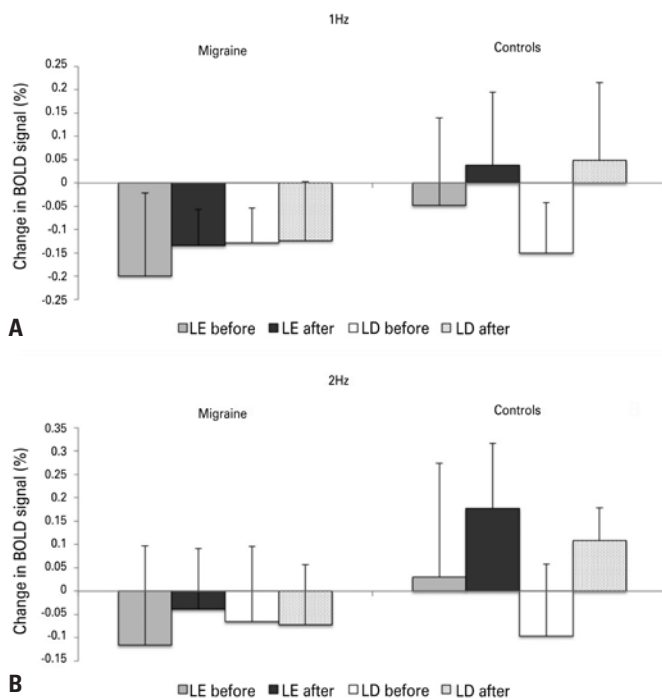 1Hz
Migraine Controls
Change in BOLD signal (%)
0.25
0.2
0.15
0.1
0.05
0
-0.05
-0.1
-0.15
-0.2
-0.25
A
LE before LE after LD before LD after
2Hz
Migraine Controls
Change in BOLD signal (%)
0.35
0.3
0.25
0.2
0.15
0.1
0.05
0
-0.05
-0.1
-0.15
B
LE before LE after LD before LD after